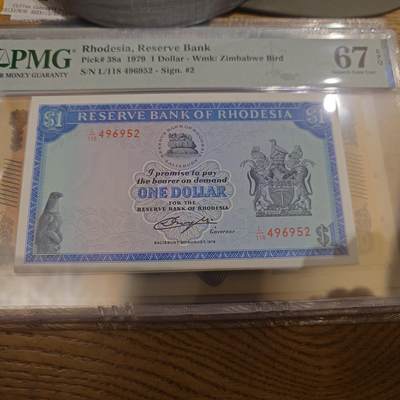 PMG
PAPER MONEY GUARANTY
Rhodesia, Reserve Bank
Pick# 38a 1979 1 Dollar - Wmk: Zimbabwe Bird
S/N L/118 496952 - Sign. #2
67 EPQ
$1 RESERVE BANK OF RHODESIA $1
L/118 496952
I promise to pay
the bearer on demand
ONE DOLLAR
FOR THE
RESERVE BANK OF RHODESIA
Governor
L/118 496952
$